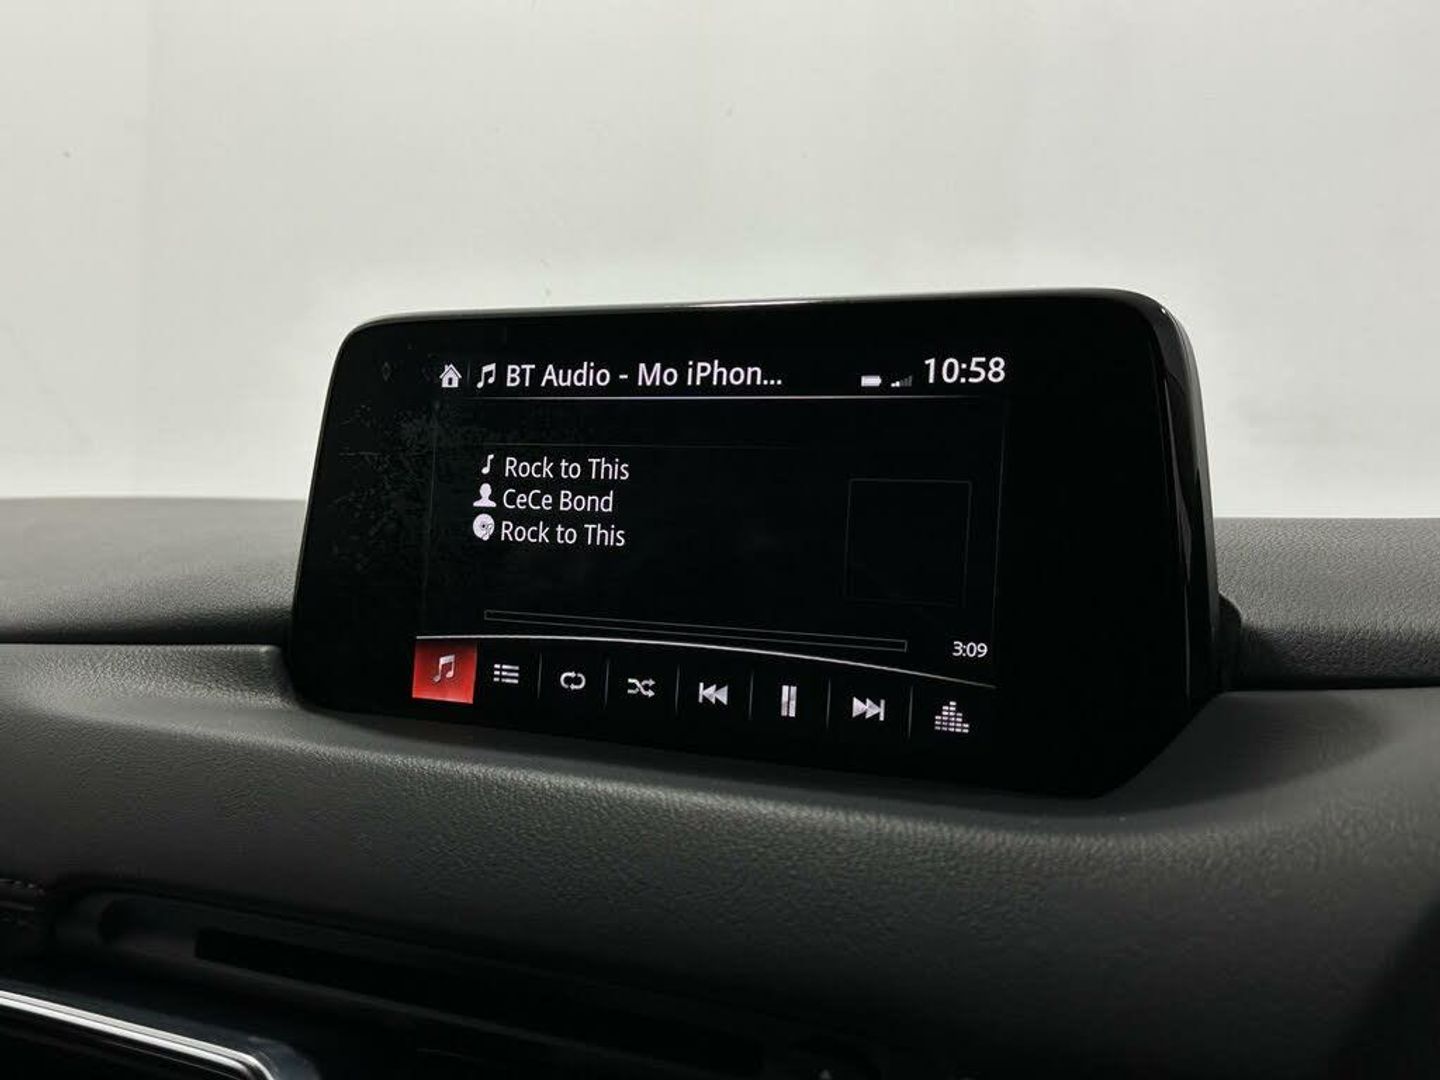 BT Audio - Mo iPhon... 10:58
Rock to This
CeCe Bond
Rock to This
3:09